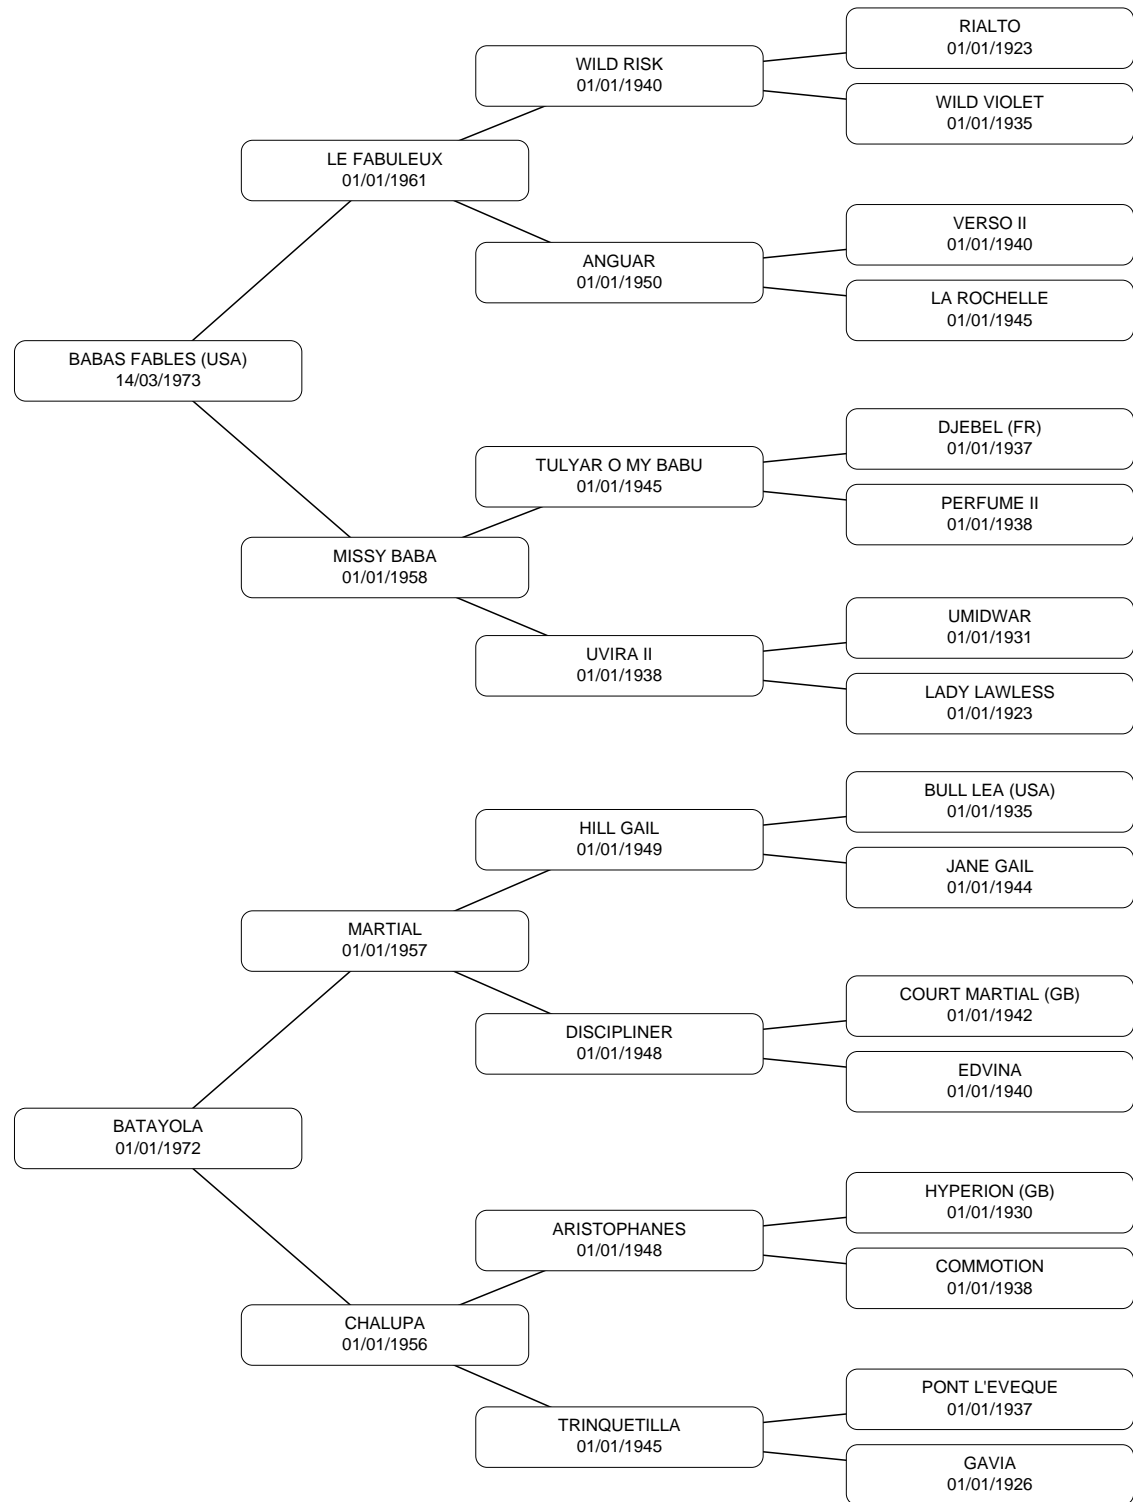 RIALTO
01/01/1923
WILD RISK
01/01/1940
WILD VIOLET
01/01/1935
LE FABULEUX
01/01/1961
VERSO II
01/01/1940
ANGUAR
01/01/1950
LA ROCHELLE
01/01/1945
BABAS FABLES (USA)
14/03/1973
DJEBEL (FR)
01/01/1937
TULYAR O MY BABU
01/01/1945
PERFUME II
01/01/1938
MISSY BABA
01/01/1958
UMIDWAR
01/01/1931
UVIRA II
01/01/1938
LADY LAWLESS
01/01/1923
BULL LEA (USA)
01/01/1935
HILL GAIL
01/01/1949
JANE GAIL
01/01/1944
MARTIAL
01/01/1957
COURT MARTIAL (GB)
01/01/1942
DISCIPLINER
01/01/1948
EDVINA
01/01/1940
BATAYOLA
01/01/1972
HYPERION (GB)
01/01/1930
ARISTOPHANES
01/01/1948
COMMOTION
01/01/1938
CHALUPA
01/01/1956
PONT L'EVEQUE
01/01/1937
TRINQUETILLA
01/01/1945
GAVIA
01/01/1926